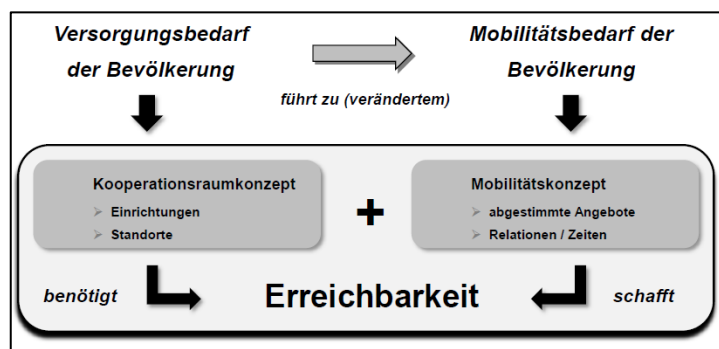 Versorgungsbedarf
der Bevölkerung
führt zu (verändertem)
Mobilitätsbedarf der
Bevölkerung
Kooperationsraumkonzept
Einrichtungen
Standorte
+
Mobilitätskonzept
abgestimmte Angebote
Relationen / Zeiten
benötigt
Erreichbarkeit
schafft